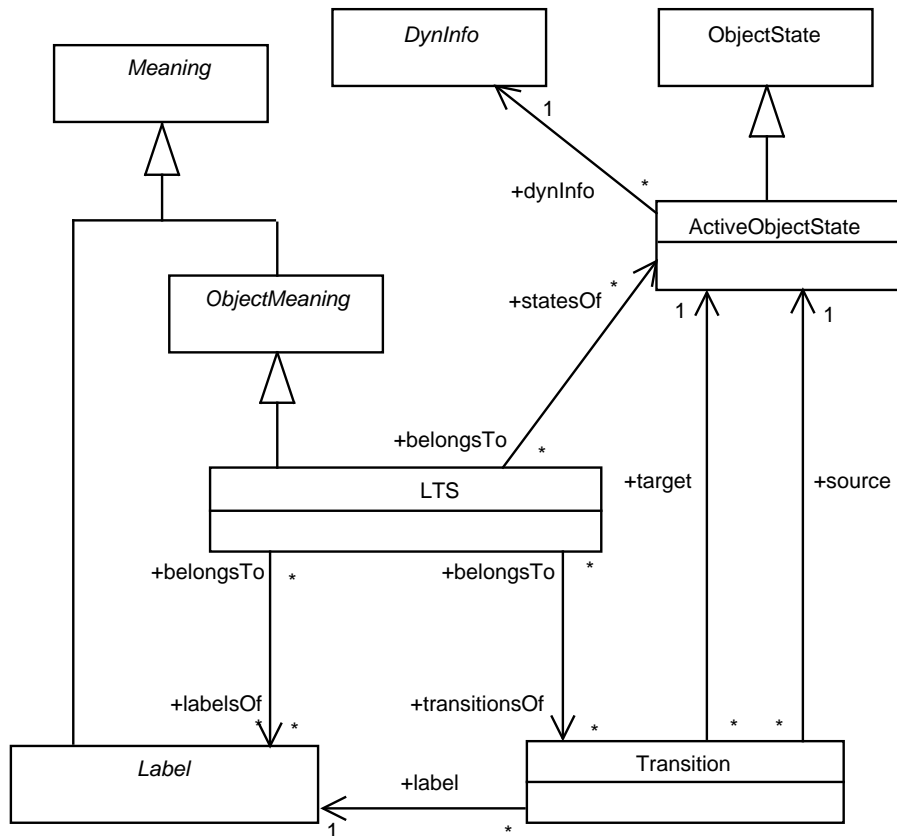 DynInfo
ObjectState
Meaning
1
+dynInfo
*
ActiveObjectState
ObjectMeaning
+statesOf
*
1
1
+belongsTo
*
+target
+source
LTS
+belongsTo
*
+belongsTo
*
+labelsOf
*
*
+transitionsOf
*
*
*
Label
Transition
+label
1
*